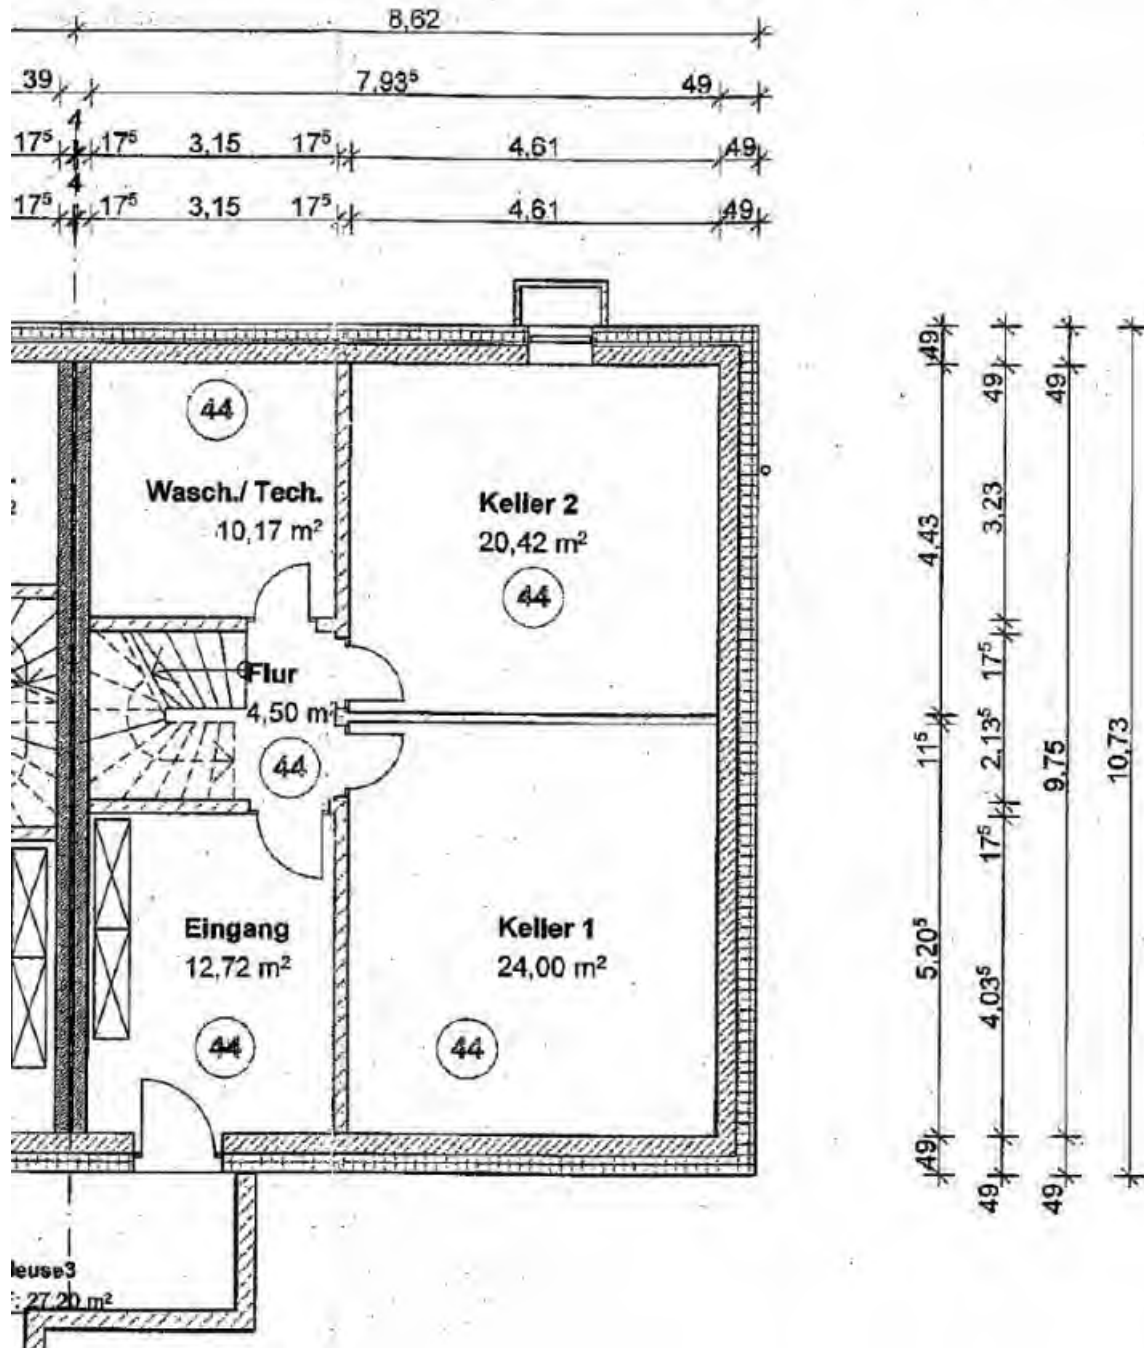 8,62
39 7,93⁵ 49
4
17⁵ 17⁵ 3,15 17⁵ 4,61 49
4
17⁵ 17⁵ 3,15 17⁵ 4,61 49
49
49
49
44
Wasch./ Tech.
10,17 m²
Keller 2
20,42 m²
44
4,43
3,23
17⁵
Flur
4,50 m²
44
11⁵
2,13⁵
9,75
10,73
17⁵
Eingang
12,72 m²
44
Keller 1
24,00 m²
44
5,20⁵
4,03⁵
49
49
49
leuse3
: 27,20 m²